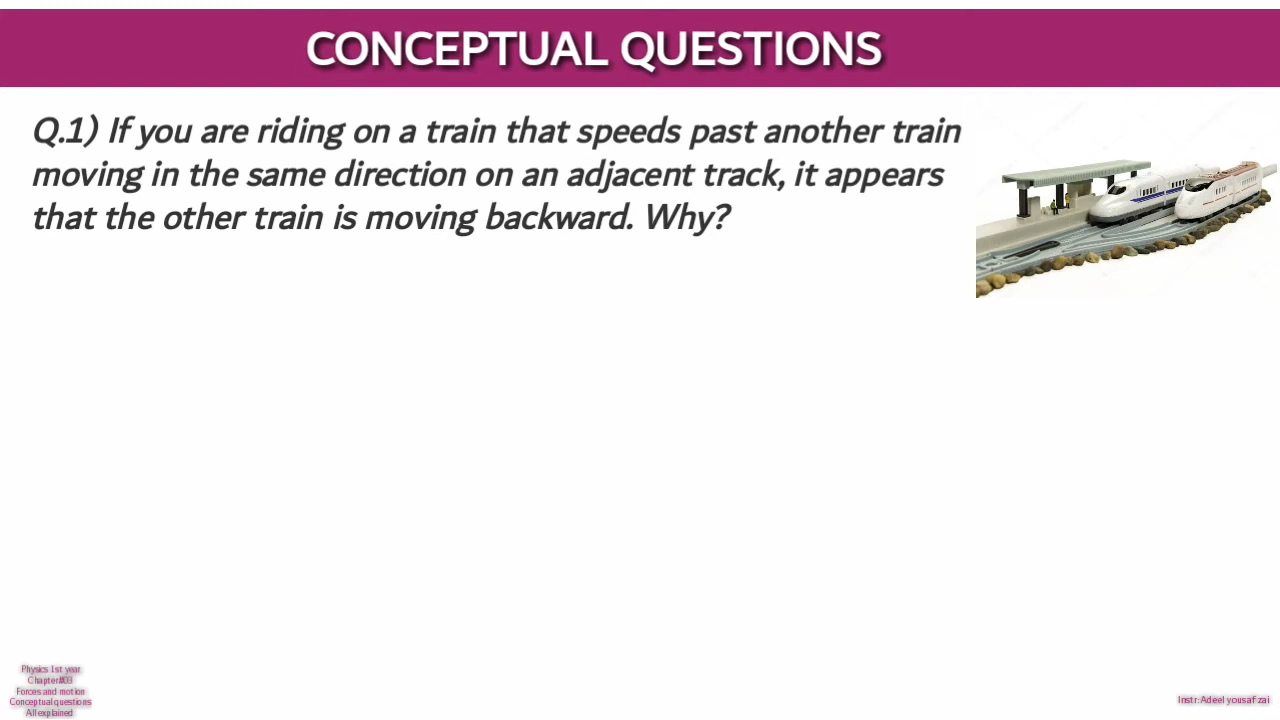 CONCEPTUAL QUESTIONS
Q.1) If you are riding on a train that speeds past another train
moving in the same direction on an adjacent track, it appears
that the other train is moving backward. Why?
Physics 1st year
Chapter#03
Forces and motion
Conceptual questions
All explained
Instr:Adeel yousafzai